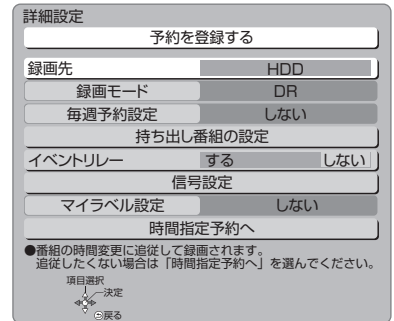 詳細設定
予約を登録する
録画先 HDD
録画モード DR
毎週予約設定 しない
持ち出し番組の設定
イベントリレー する しない
信号設定
マイラベル設定 しない
時間指定予約へ
●番組の時間変更に追従して録画されます。
追従したくない場合は「時間指定予約へ」を選んでください。
項目選択
決定
戻る